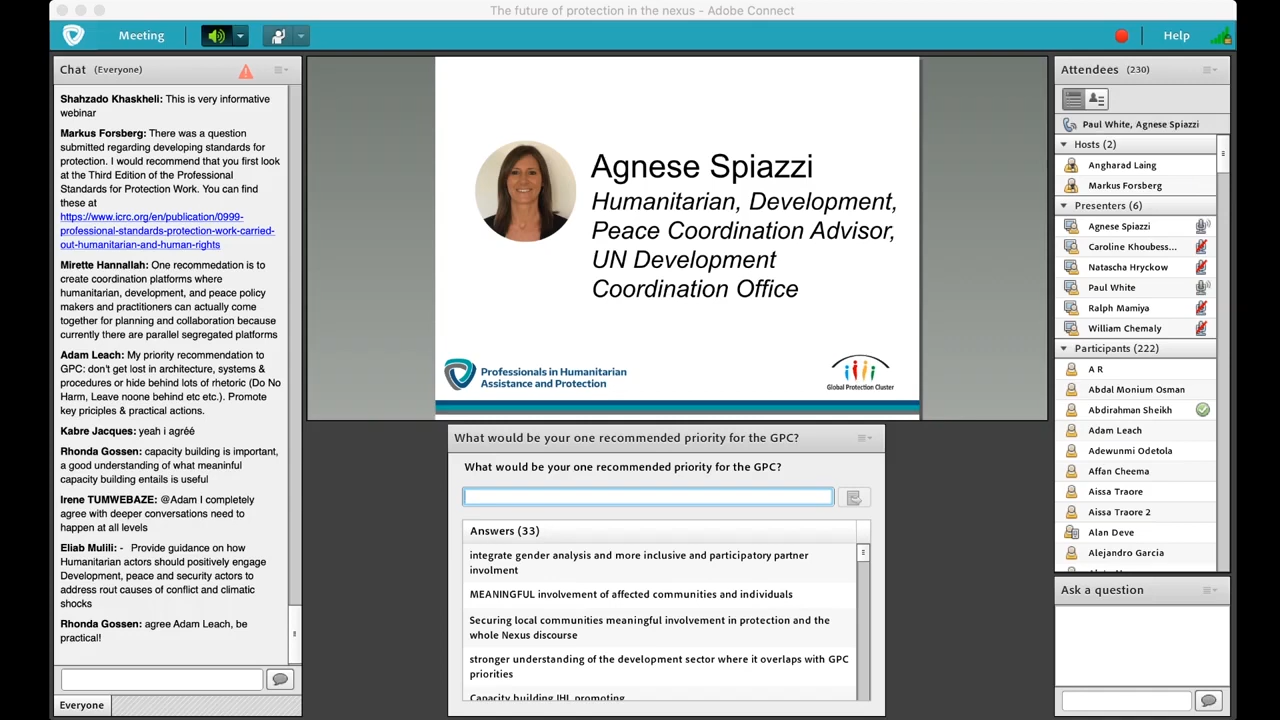 The future of protection in the nexus - Adobe Connect
Meeting
Help
Chat (Everyone)
Shahzado Khaskheli: This is very informative
webinar
Markus Forsberg: There was a question
submitted regarding developing standards for
protection. I would recommend that you first look
at the Third Edition of the Professional
Standards for Protection Work. You can find
these at
https://www.icrc.org/en/publication/0999-
professional-standards-protection-work-carried-
out-humanitarian-and-human-rights
Mirette Hannallah: One recommedation is to
create coordination platforms where
humanitarian, development, and peace policy
makers and practitioners can actually come
together for planning and collaboration because
currently there are parallel segregated platforms
Adam Leach: My priority recommendation to
GPC: don't get lost in architecture, systems &
procedures or hide behind lots of rhetoric (Do No
Harm, Leave noone behind etc etc.). Promote
key priciples & practical actions.
Kabre Jacques: yeah i agréé
Rhonda Gossen: capacity building is important,
a good understanding of what meaninful
capacity building entails is useful
Irene TUMWEBAZE: @Adam I completely
agree with deeper conversations need to
happen at all levels
Eliab Mulili: - Provide guidance on how
Humanitarian actors should positively engage
Development, peace and security actors to
address rout causes of conflict and climatic
shocks
Rhonda Gossen: agree Adam Leach, be
practical!
Everyone
Agnese Spiazzi
Humanitarian, Development,
Peace Coordination Advisor,
UN Development
Coordination Office
Professionals in Humanitarian
Assistance and Protection
Global Protection Cluster
What would be your one recommended priority for the GPC?
What would be your one recommended priority for the GPC?
Answers (33)
integrate gender analysis and more inclusive and participatory partner
involment
MEANINGFUL involvement of affected communities and individuals
Securing local communities meaningful involvement in protection and the
whole Nexus discourse
stronger understanding of the development sector where it overlaps with GPC
priorities
Capacity building IHL promoting
Attendees (230)
Paul White, Agnese Spiazzi
Hosts (2)
Angharad Laing
Markus Forsberg
Presenters (6)
Agnese Spiazzi
Caroline Khoubess...
Natascha Hryckow
Paul White
Ralph Mamiya
William Chemaly
Participants (222)
A R
Abdal Monium Osman
Abdirahman Sheikh
Adam Leach
Adewunmi Odetola
Affan Cheema
Aissa Traore
Aissa Traore 2
Alan Deve
Alejandro Garcia
Ask a question